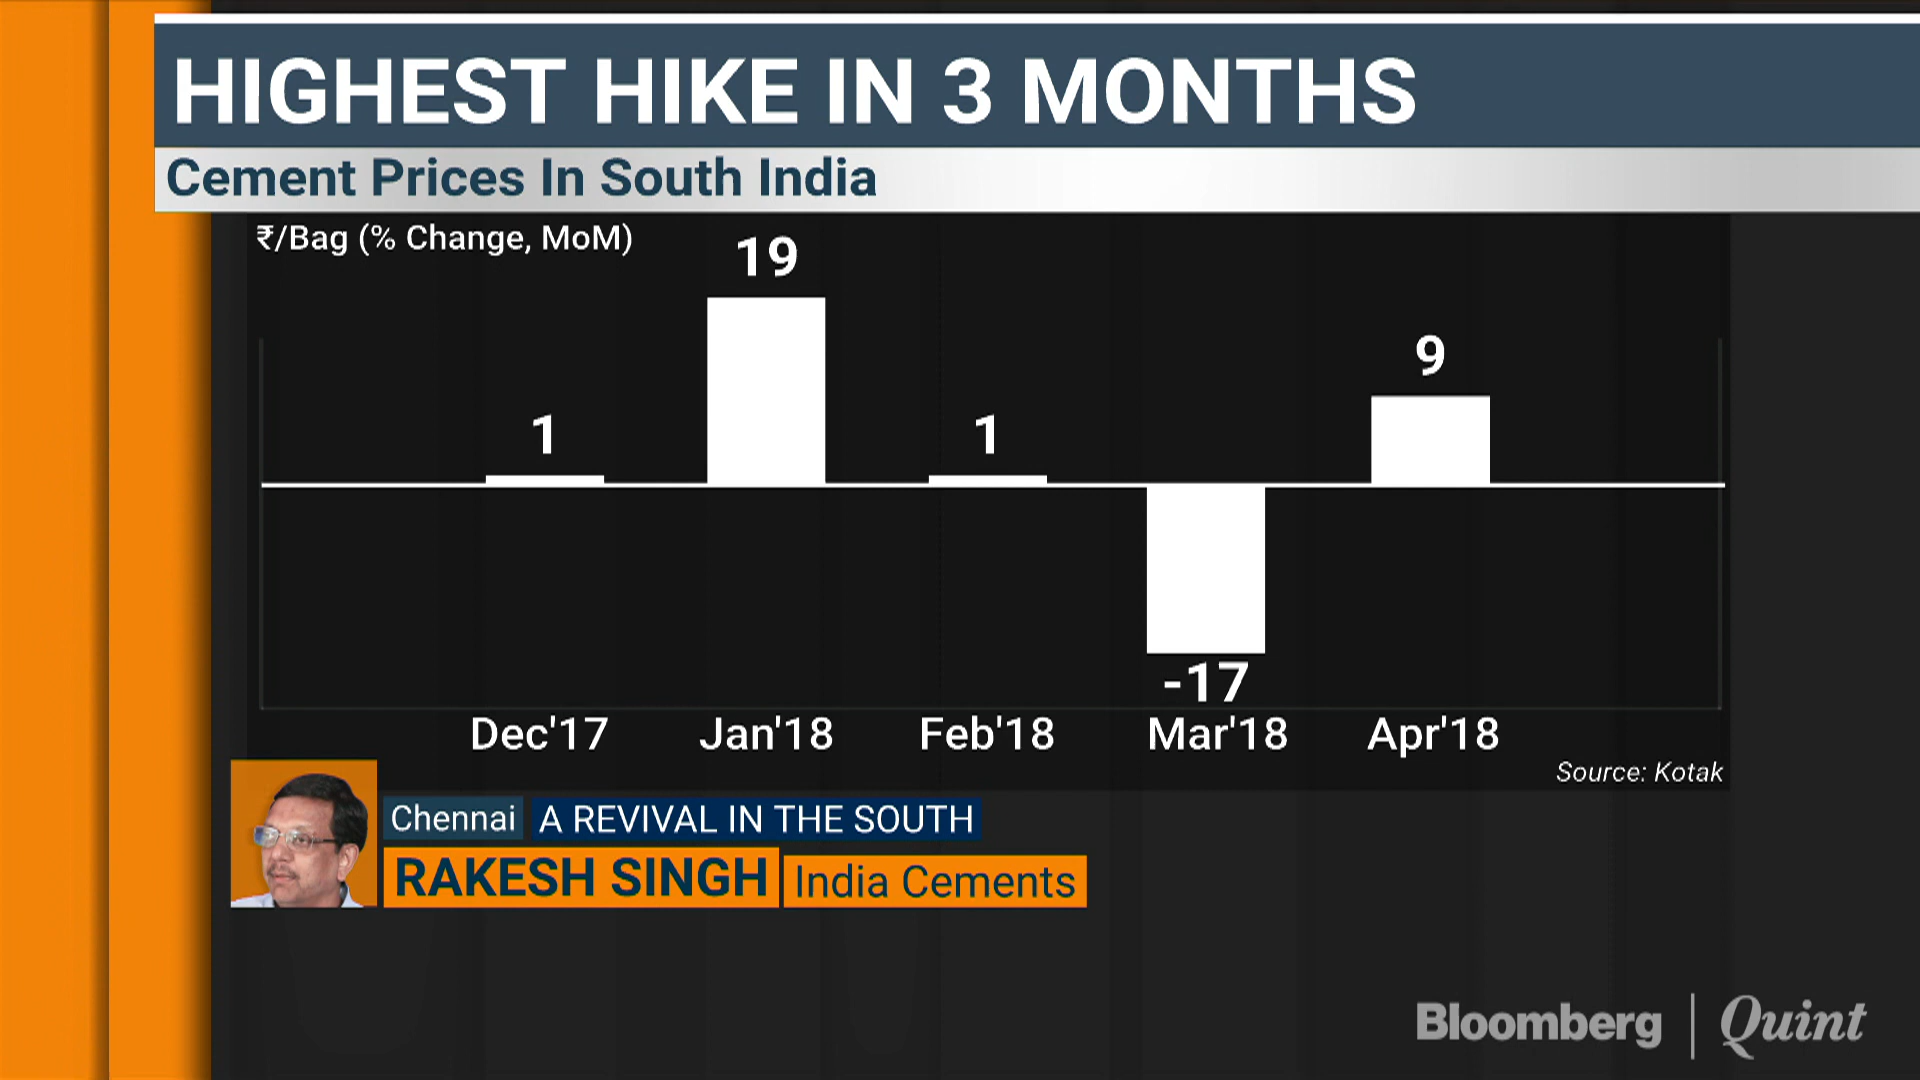 HIGHEST HIKE IN 3 MONTHS
Cement Prices In South India
₹/Bag (% Change, MoM)
1
19
1
-17
9
Dec'17 Jan'18 Feb'18 Mar'18 Apr'18
Source: Kotak
Chennai A REVIVAL IN THE SOUTH
RAKESH SINGH India Cements
Bloomberg | Quint